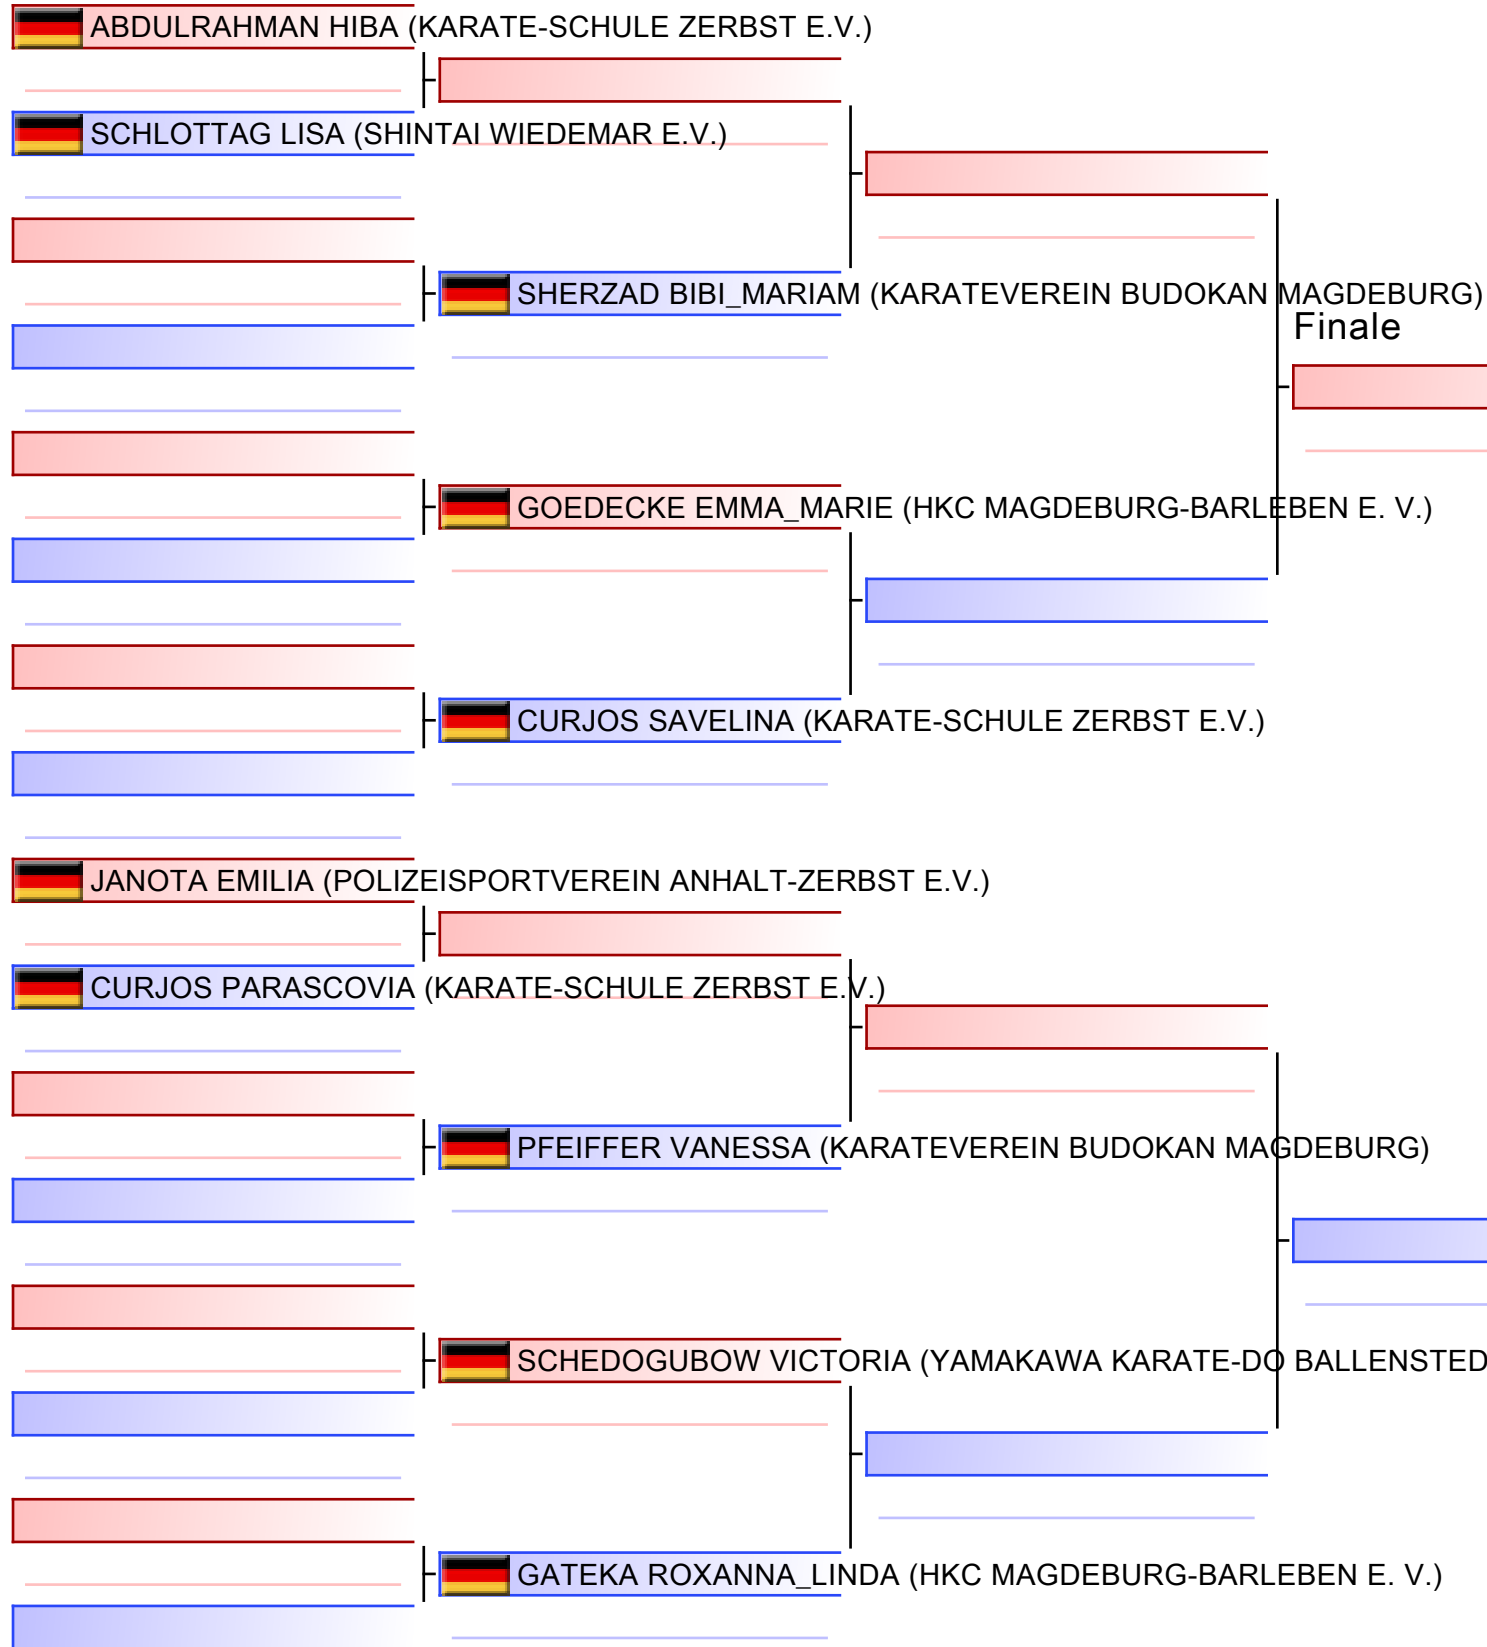 ABDULRAHMAN HIBA (KARATE-SCHULE ZERBST E.V.)
SCHLOTTAG LISA (SHINTAI WIEDEMAR E.V.)
SHERZAD BIBI_MARIAM (KARATEVEREIN BUDOKAN MAGDEBURG)
Finale
GOEDECKE EMMA_MARIE (HKC MAGDEBURG-BARLEBEN E. V.)
CURJOS SAVELINA (KARATE-SCHULE ZERBST E.V.)
JANOTA EMILIA (POLIZEISPORTVEREIN ANHALT-ZERBST E.V.)
CURJOS PARASCOVIA (KARATE-SCHULE ZERBST E.V.)
PFEIFFER VANESSA (KARATEVEREIN BUDOKAN MAGDEBURG)
SCHEDOGUBOW VICTORIA (YAMAKAWA KARATE-DO BALLENSTED
GATEKA ROXANNA_LINDA (HKC MAGDEBURG-BARLEBEN E. V.)